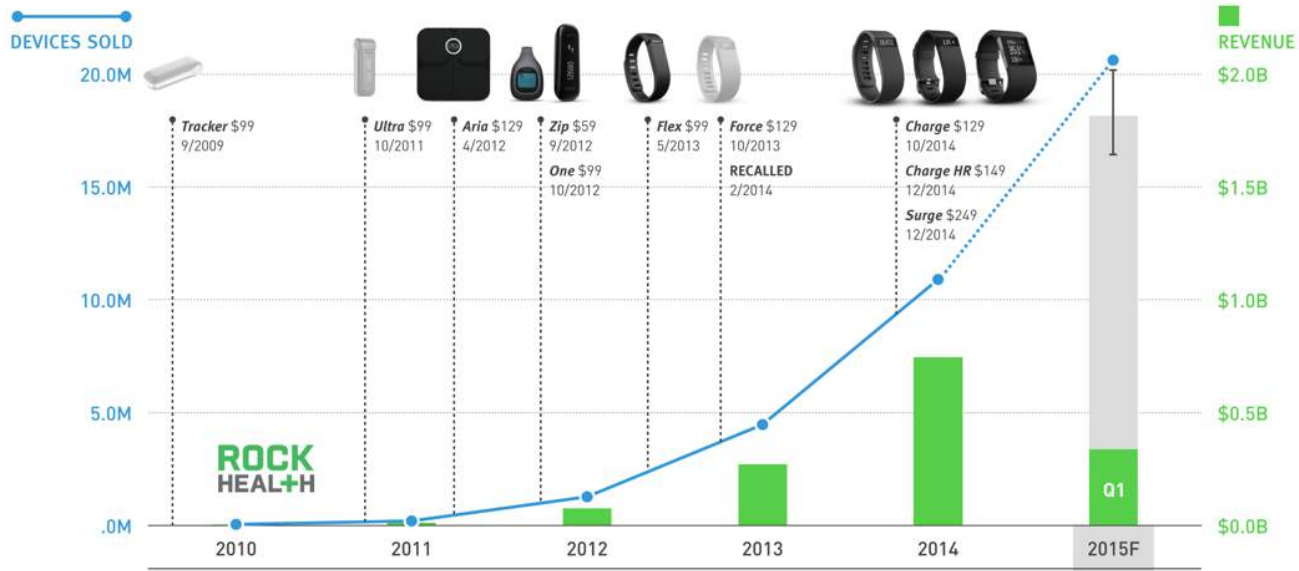 DEVICES SOLD
REVENUE
20.0M
$2.0B
Tracker $99
9/2009
Ultra $99
10/2011
Aria $129
4/2012
Zip $59
9/2012
One $99
10/2012
Flex $99
5/2013
Force $129
10/2013
RECALLED
2/2014
Charge $129
10/2014
Charge HR $149
12/2014
Surge $249
12/2014
15.0M
$1.5B
10.0M
$1.0B
5.0M
$0.5B
ROCK
HEALTH
Q1
.0M
$0.0B
2010
2011
2012
2013
2014
2015F